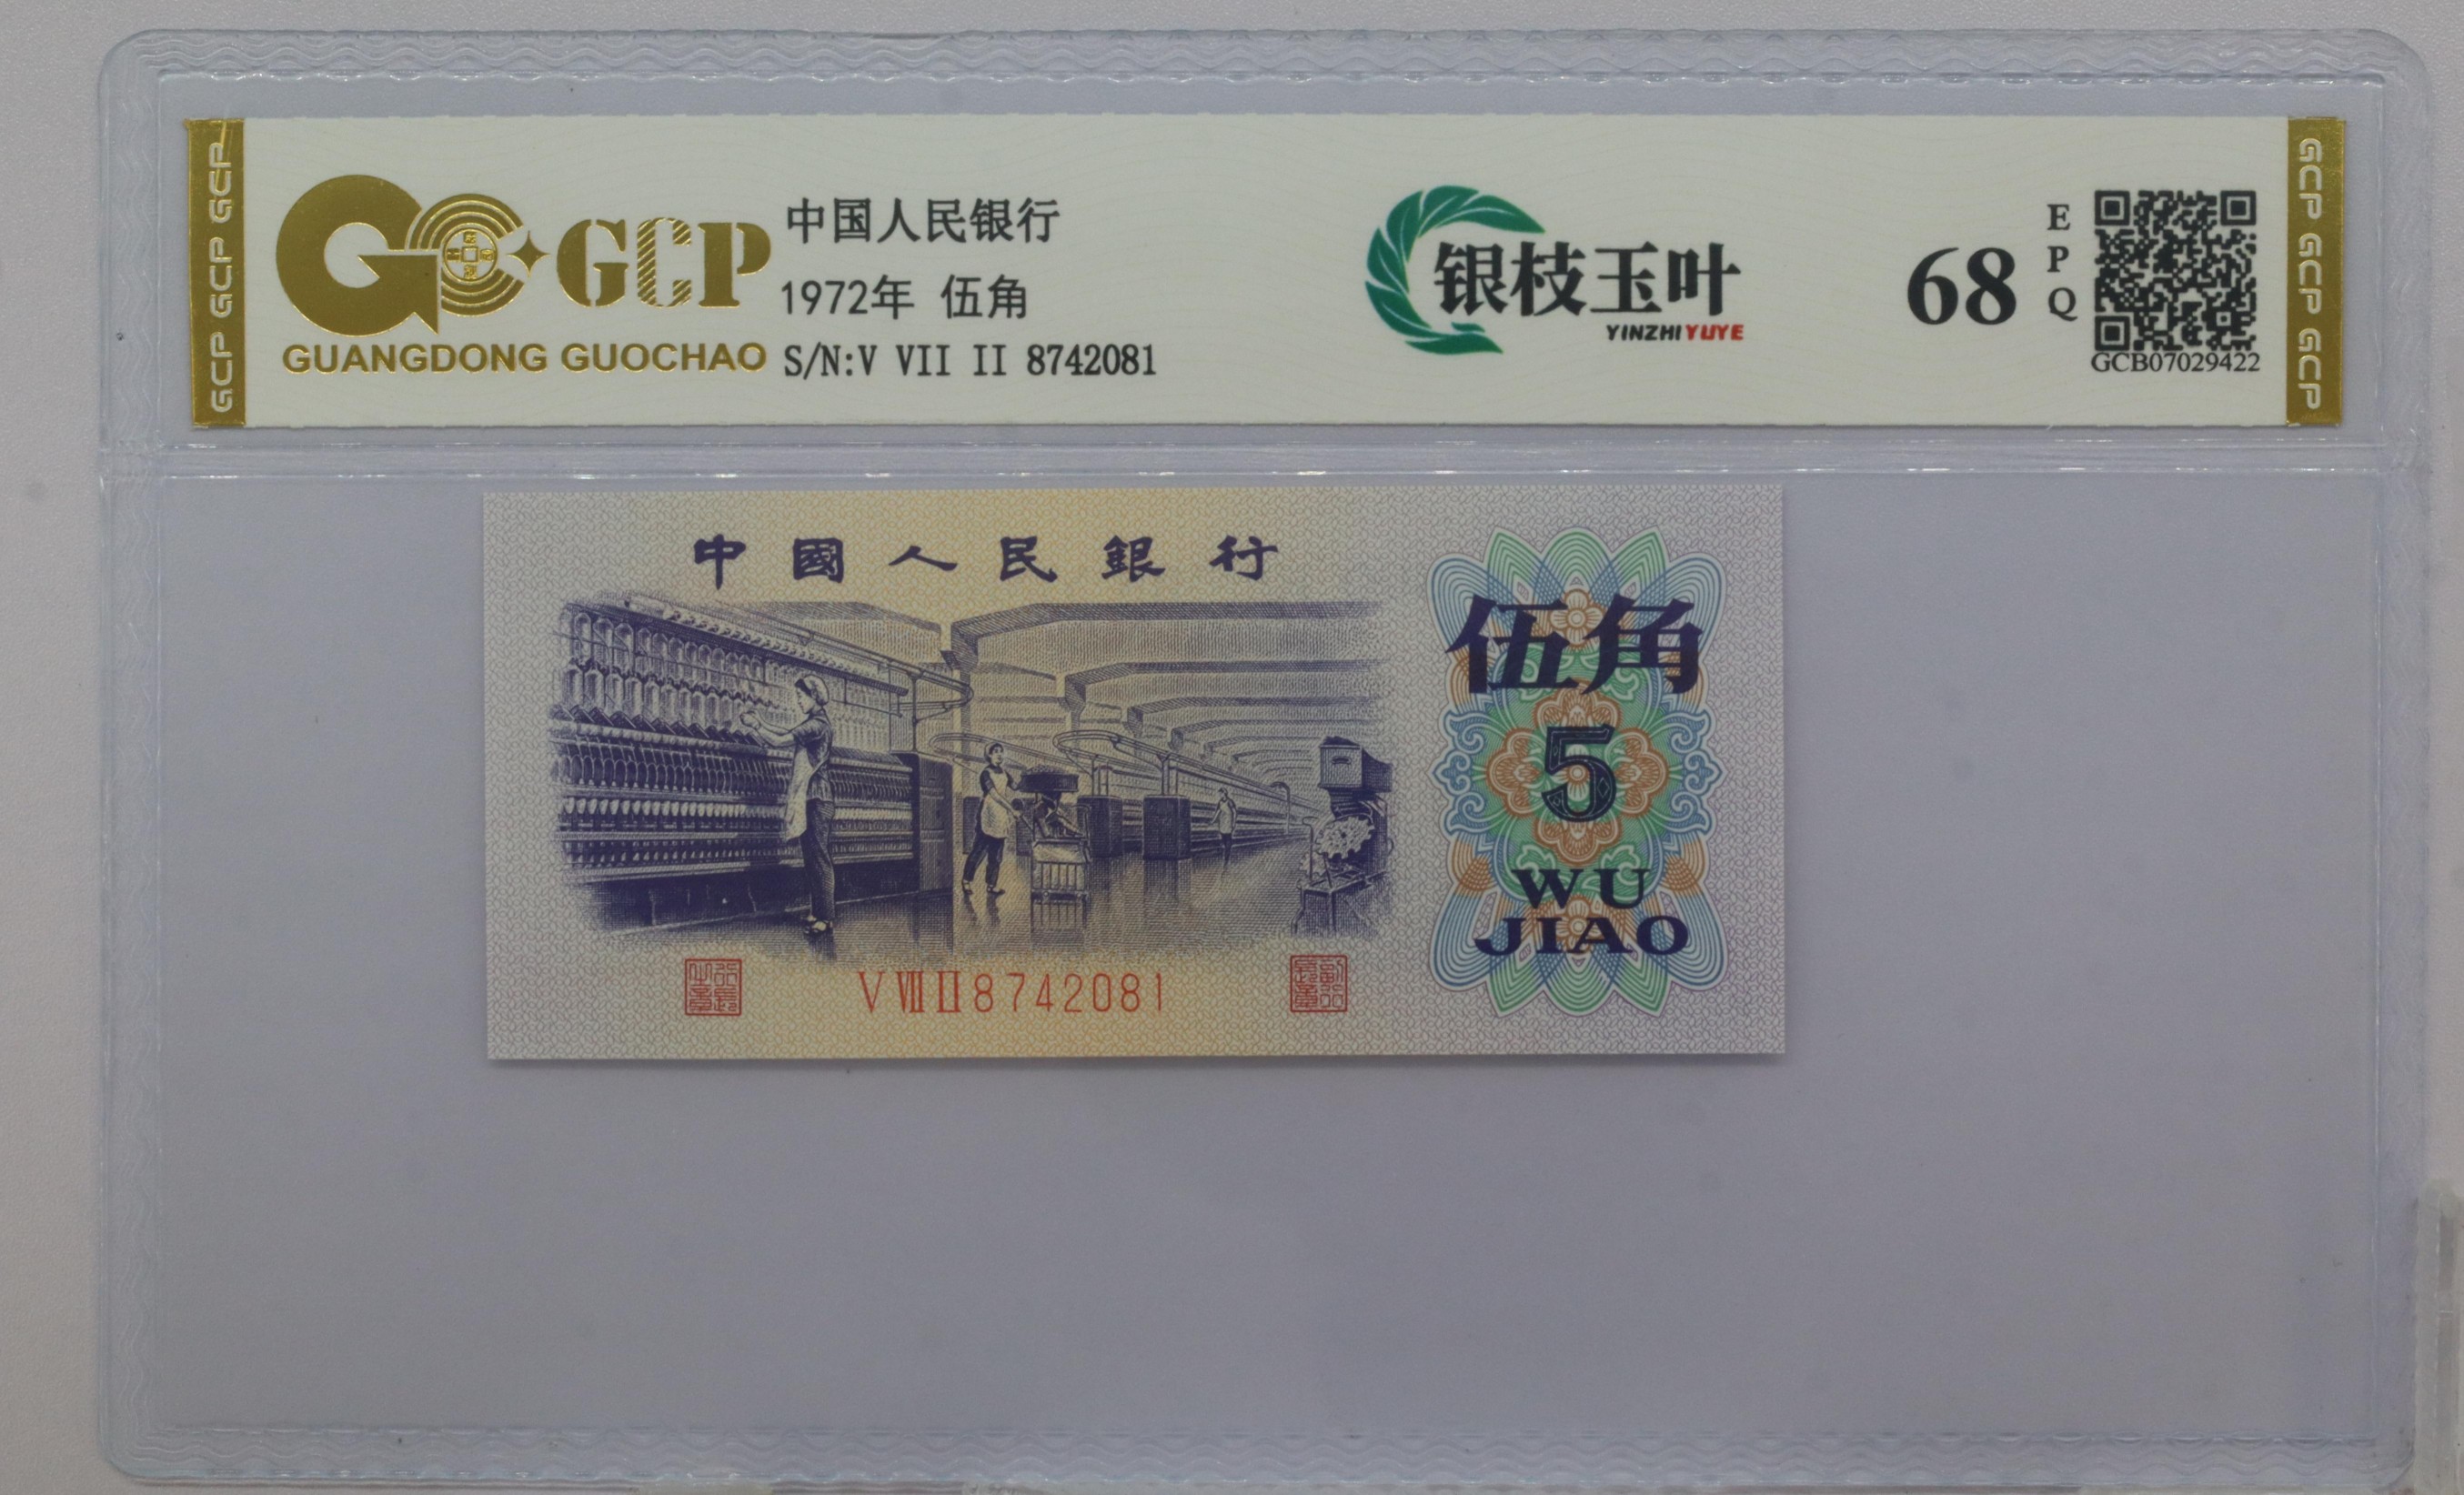 GCP GCP GCP
GCP
GUANGDONG GUOCHAO
中国人民银行
1972年 伍角
S/N:V VII II 8742081
银枝玉叶
YINZHIYUYE
68
EPQ
GCB07029422
GCP GCP GCP
中國人民銀行
伍角
5
WU
JIAO
V VIII II 8742081